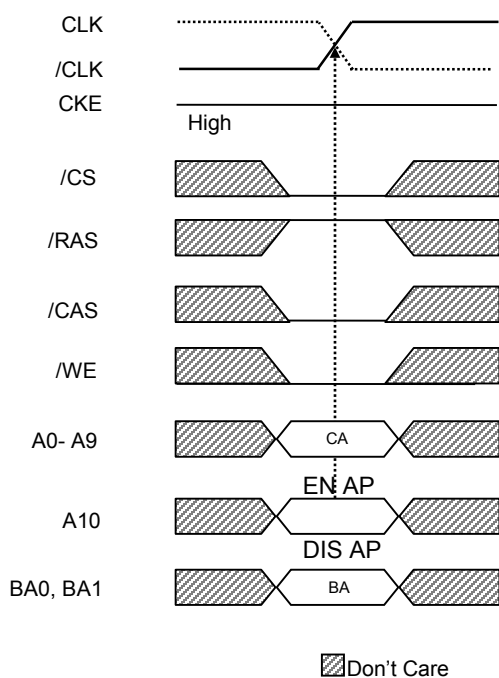 CLK
/CLK
CKE
High
/CS
/RAS
/CAS
/WE
A0- A9
CA
EN AP
A10
DIS AP
BA0, BA1
BA
Don't Care